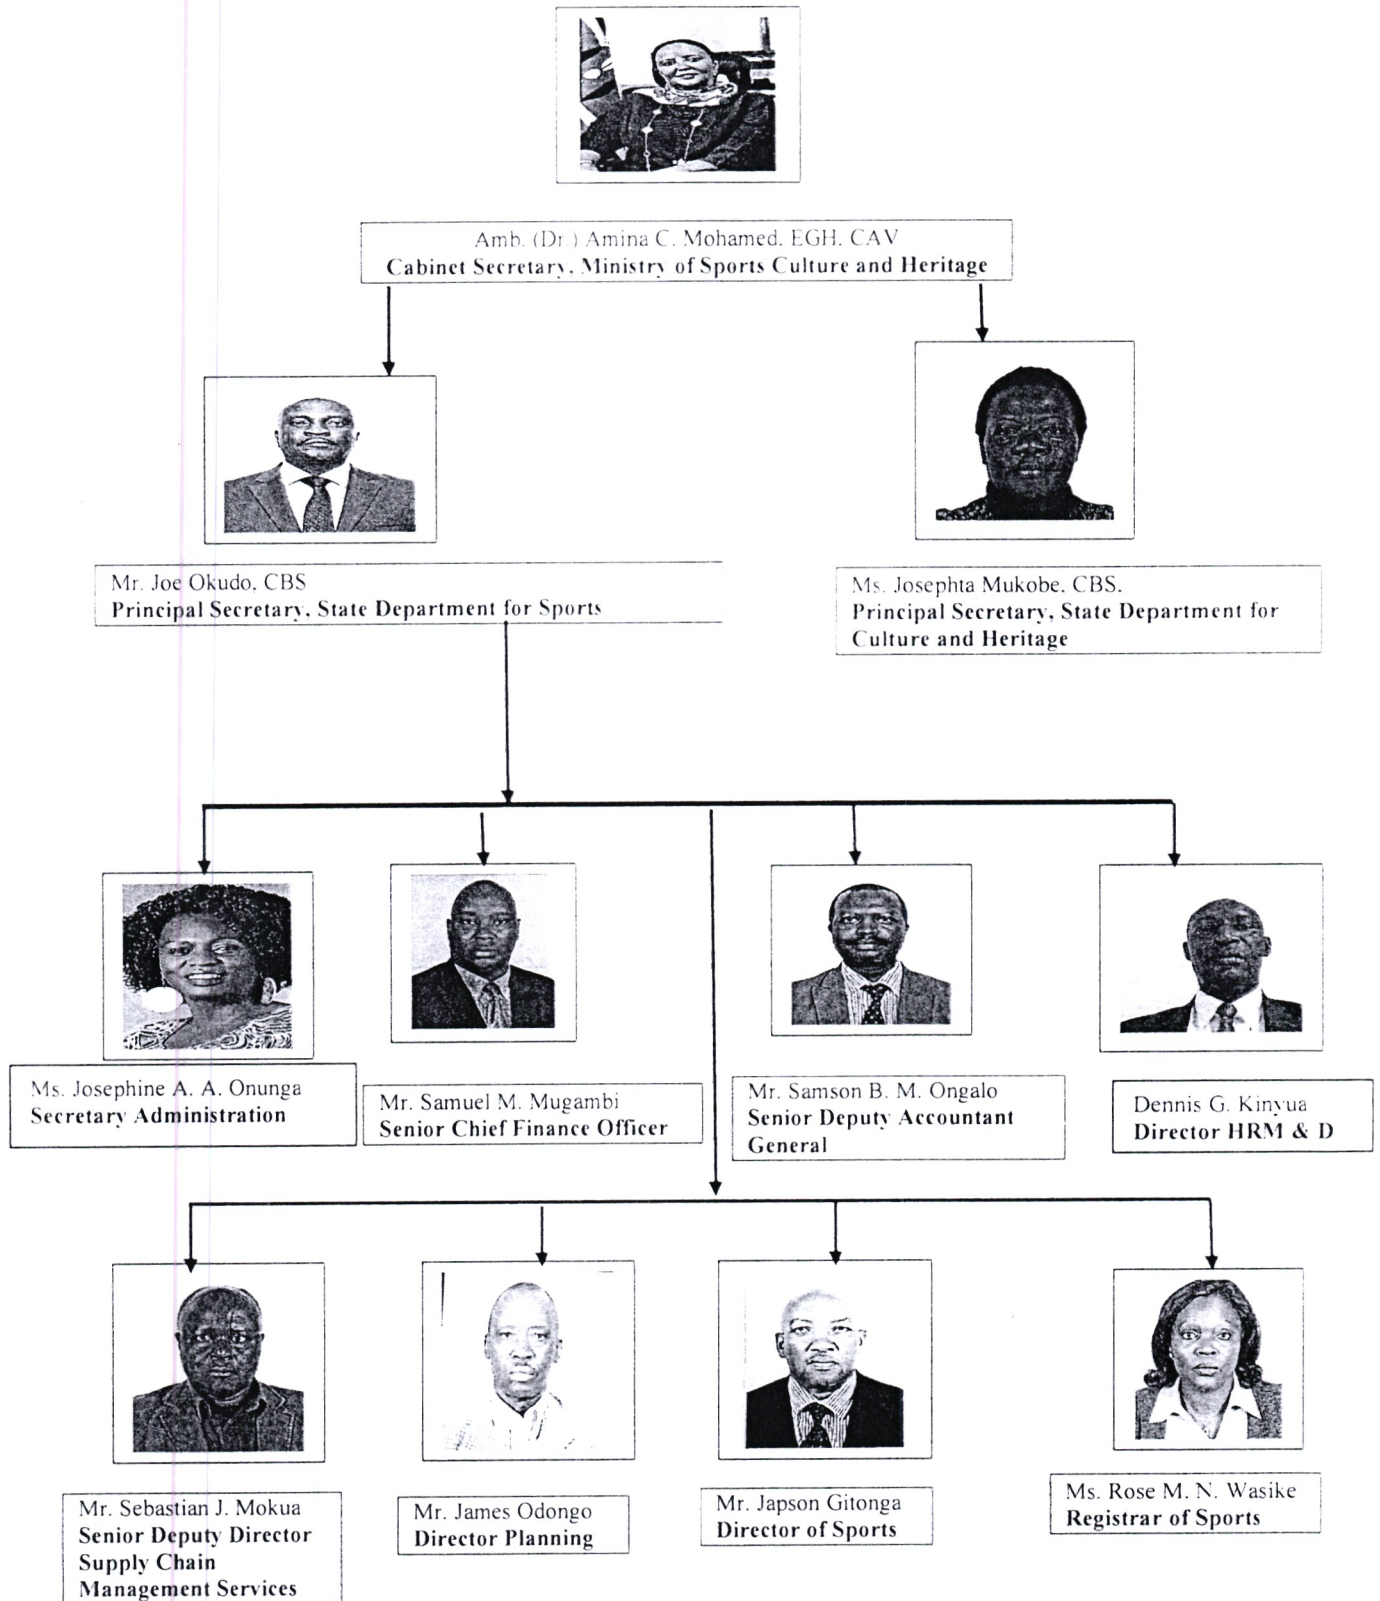 Amb. (Dr.) Amina C. Mohamed, EGH, CAV
Cabinet Secretary, Ministry of Sports Culture and Heritage
Mr. Joe Okudo, CBS
Principal Secretary, State Department for Sports
Ms. Josephta Mukobe, CBS.
Principal Secretary, State Department for
Culture and Heritage
Ms. Josephine A. A. Onunga
Secretary Administration
Mr. Samuel M. Mugambi
Senior Chief Finance Officer
Mr. Samson B. M. Ongalo
Senior Deputy Accountant
General
Dennis G. Kinyua
Director HRM & D
Mr. Sebastian J. Mokua
Senior Deputy Director
Supply Chain
Management Services
Mr. James Odongo
Director Planning
Mr. Japson Gitonga
Director of Sports
Ms. Rose M. N. Wasike
Registrar of Sports